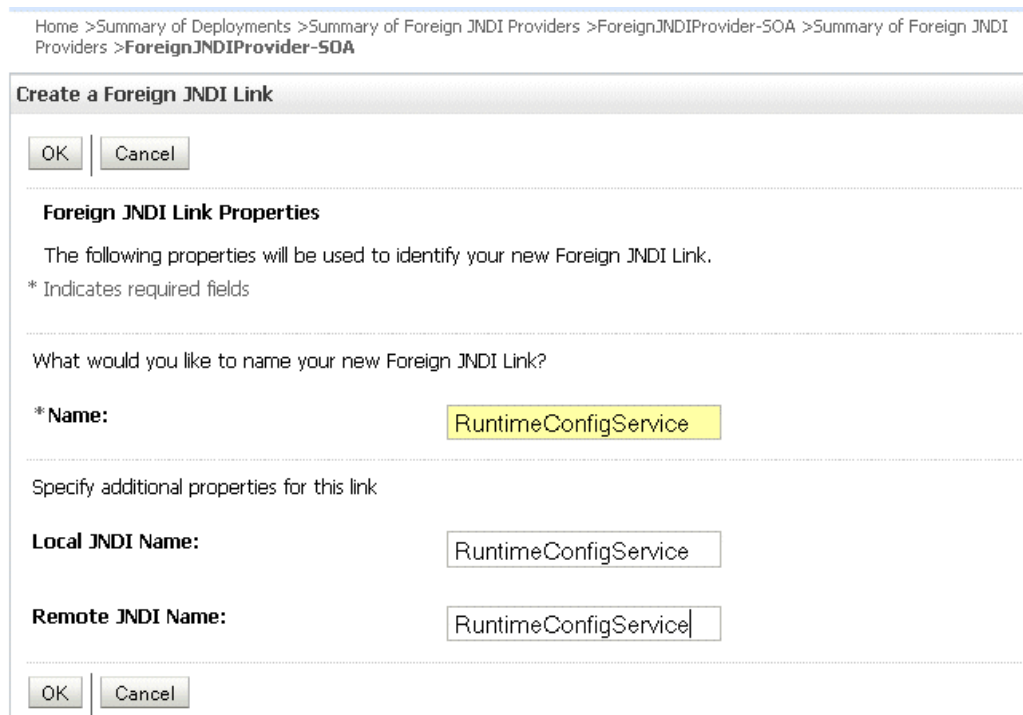 Home >Summary of Deployments >Summary of Foreign JNDI Providers >ForeignJNDIProvider-SOA >Summary of Foreign JNDI
Providers >ForeignJNDIProvider-SOA
Create a Foreign JNDI Link
OK Cancel
Foreign JNDI Link Properties
The following properties will be used to identify your new Foreign JNDI Link.
* Indicates required fields
What would you like to name your new Foreign JNDI Link?
*Name: RuntimeConfigService
Specify additional properties for this link
Local JNDI Name: RuntimeConfigService
Remote JNDI Name: RuntimeConfigService
OK Cancel